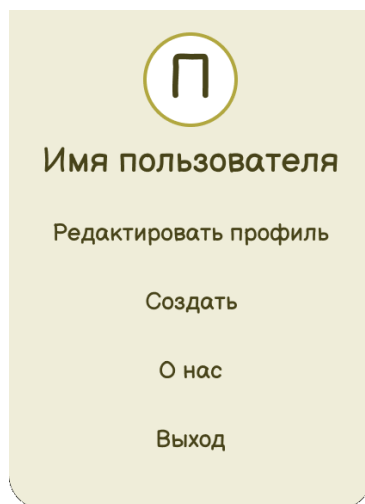 П
Имя пользователя
Редактировать профиль
Создать
О нас
Выход